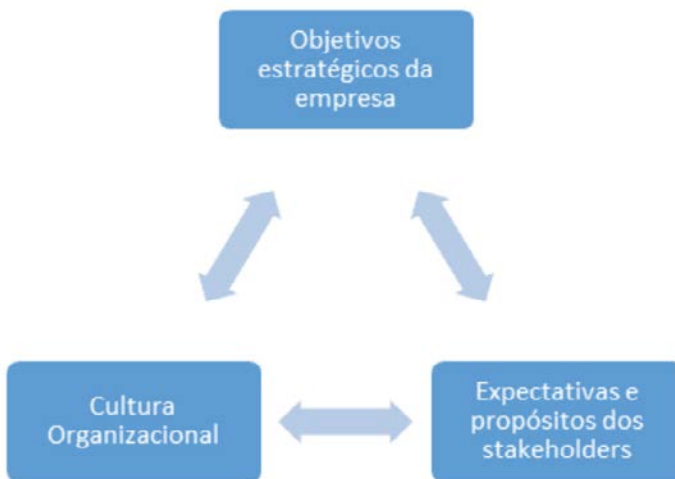 Objetivos
estratégicos da
empresa
Cultura
Organizacional
Expectativas e
propósitos dos
stakeholders